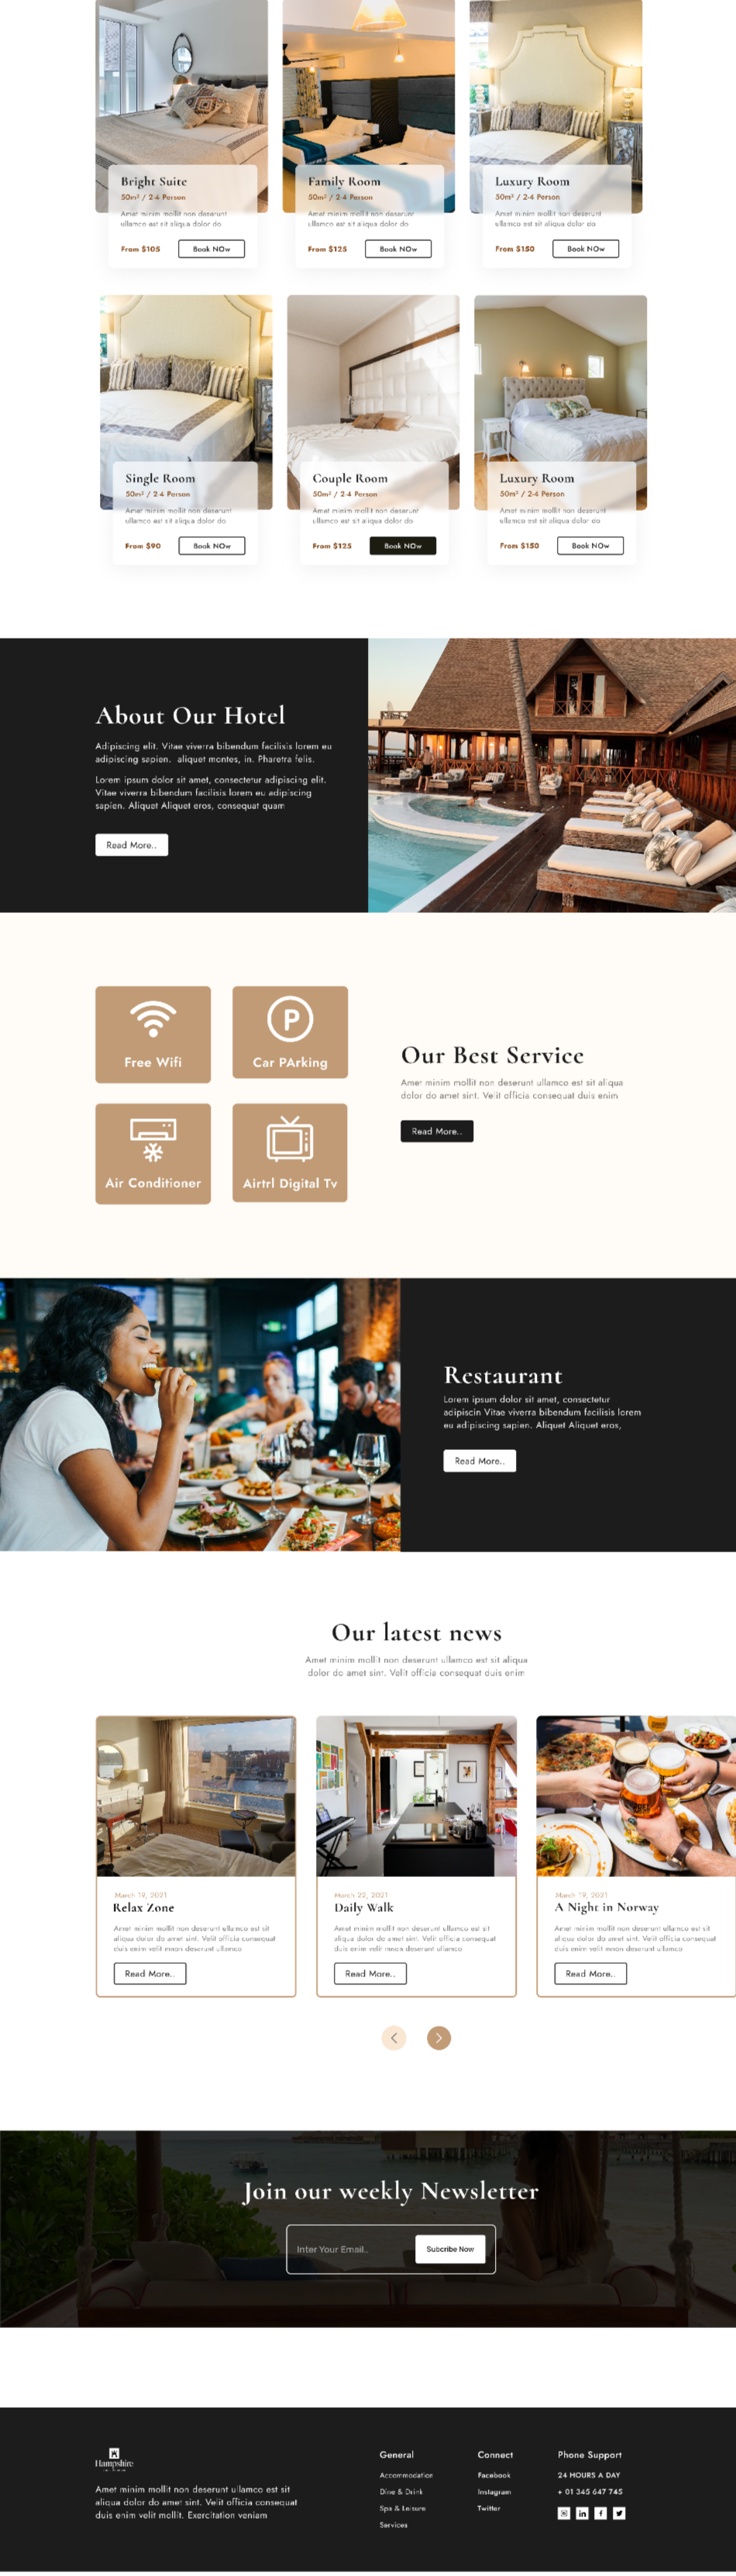 Bright Suite
50m² / 2-4 Person
Amet minim mollit non deserunt
ullamco est sit aliqua dolor do
From $105
Book NOw
Family Room
50m² / 2-4 Person
Amet minim mollit non deserunt
ullamco est sit aliqua dolor do
From $125
Book NOw
Luxury Room
50m² / 2-4 Person
Amet minim mollit non deserunt
ullamco est sit aliqua dolor do
From $150
Book NOw
Single Room
50m² / 2-4 Person
Amet minim mollit non deserunt
ullamco est sit aliqua dolor do
From $90
Book NOw
Couple Room
50m² / 2-4 Person
Amet minim mollit non deserunt
ullamco est sit aliqua dolor do
From $125
Book NOw
Luxury Room
50m² / 2-4 Person
Amet minim mollit non deserunt
ullamco est sit aliqua dolor do
From $150
Book NOw
About Our Hotel
Adipiscing elit. Vitae viverra bibendum facilisis lorem eu
adipiscing sapien. aliquet montes, in. Pharetra felis.
Lorem ipsum dolor sit amet, consectetur adipiscing elit.
Vitae viverra bibendum facilisis lorem eu adipiscing
sapien. Aliquet Aliquet eros, consequat quam
Read More..
Free Wifi
P
Car PArking
Air Conditioner
Airtrl Digital Tv
Our Best Service
Amet minim mollit non deserunt ullamco est sit aliqua
dolor do amet sint. Velit officia consequat duis enim
Read More..
Restaurant
Lorem ipsum dolor sit amet, consectetur
adipiscin Vitae viverra bibendum facilisis lorem
eu adipiscing sapien. Aliquet Aliquet eros,
Read More..
Our latest news
Amet minim mollit non deserunt ullamco est sit aliqua
dolor do amet sint. Velit officia consequat duis enim
March 19, 2021
Relax Zone
Amet minim mollit non deserunt ullamco est sit
aliqua dolor do amet sint. Velit officia consequat
duis enim velit mnon deserunt ullamco
Read More..
March 22, 2021
Daily Walk
Amet minim mollit non deserunt ullamco est sit
aliqua dolor do amet sint. Velit officia consequat
duis enim velit mnon deserunt ullamco
Read More..
March 19, 2021
A Night in Norway
Amet minim mollit non deserunt ullamco est sit
aliqua dolor do amet sint. Velit officia consequat
duis enim velit mnon deserunt ullamco
Read More..
Join our weekly Newsletter
Enter Your Email..
Subcribe Now
Hampshire
Amet minim mollit non deserunt ullamco est sit
aliqua dolor do amet sint. Velit officia consequat
duis enim velit mollit. Exercitation veniam
General
Accommodation
Dine & Drink
Spa & Leisure
Services
Connect
Facebook
Instagram
Twitter
Phone Support
24 HOURS A DAY
+ 01 345 647 745